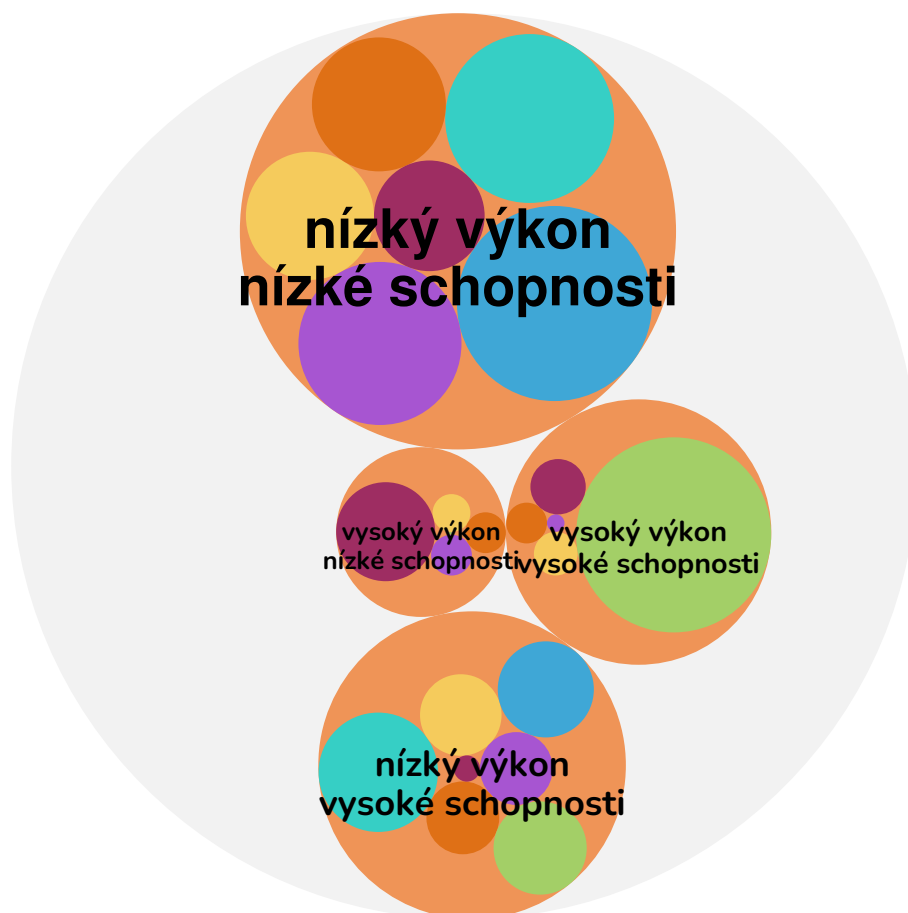 nízký výkon
nízké schopnosti
vysoký výkon
nízké schopnosti
vysoký výkon
vysoké schopnosti
nízký výkon
vysoké schopnosti